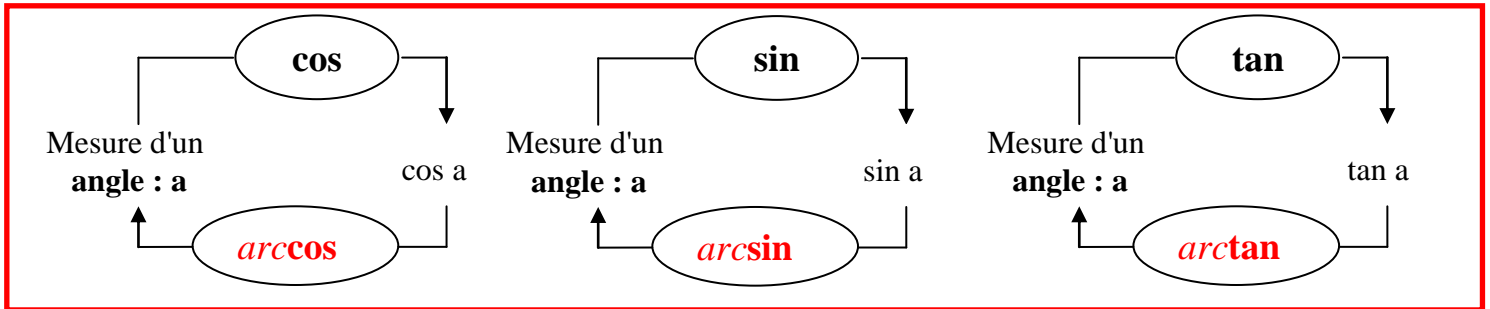 cos
Mesure d'un
angle : a
cos a
arccos
sin
Mesure d'un
angle : a
sin a
arcsin
tan
Mesure d'un
angle : a
tan a
arctan